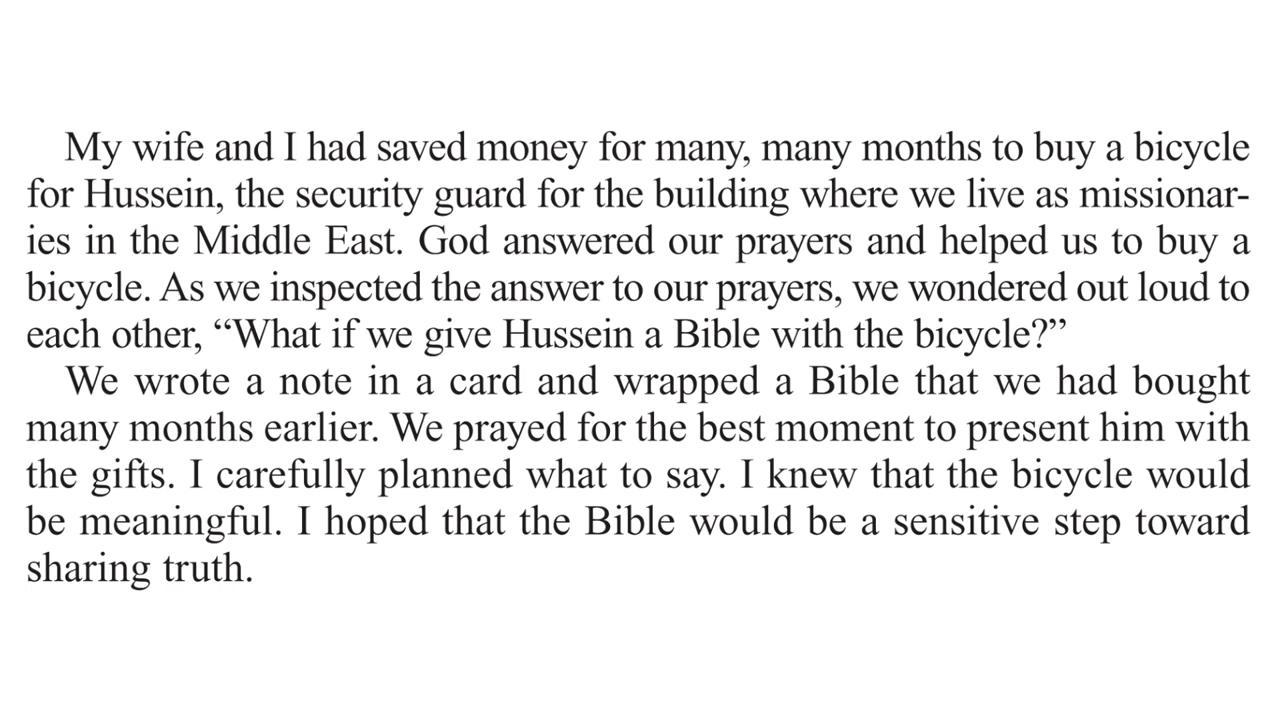 My wife and I had saved money for many, many months to buy a bicycle
for Hussein, the security guard for the building where we live as missionar-
ies in the Middle East. God answered our prayers and helped us to buy a
bicycle. As we inspected the answer to our prayers, we wondered out loud to
each other, “What if we give Hussein a Bible with the bicycle?”
We wrote a note in a card and wrapped a Bible that we had bought
many months earlier. We prayed for the best moment to present him with
the gifts. I carefully planned what to say. I knew that the bicycle would
be meaningful. I hoped that the Bible would be a sensitive step toward
sharing truth.